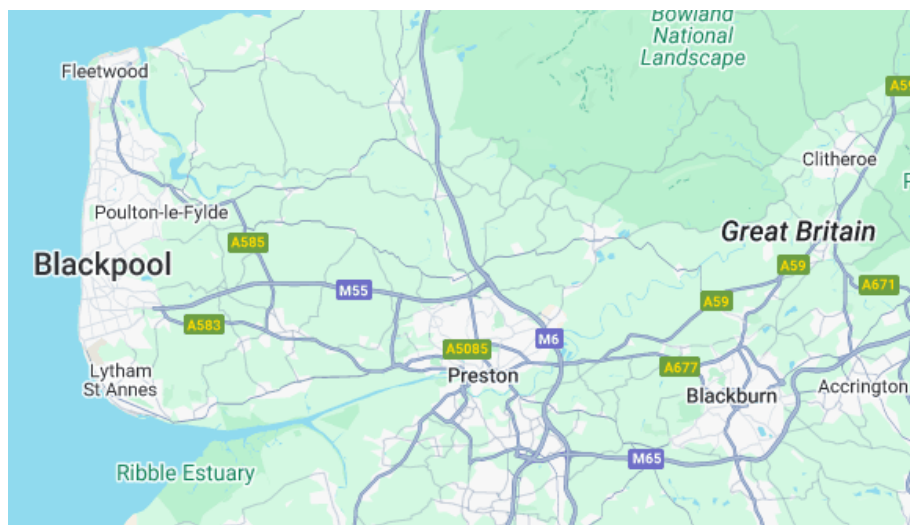 Bowland
National
Landscape
Fleetwood
A59
Clitheroe
Poulton-le-Fylde
A585
Great Britain
Blackpool
A59
M55
A671
A59
A583
M6
A5085
Preston
A677
Lytham
St Annes
Blackburn
Accrington
M65
Ribble Estuary